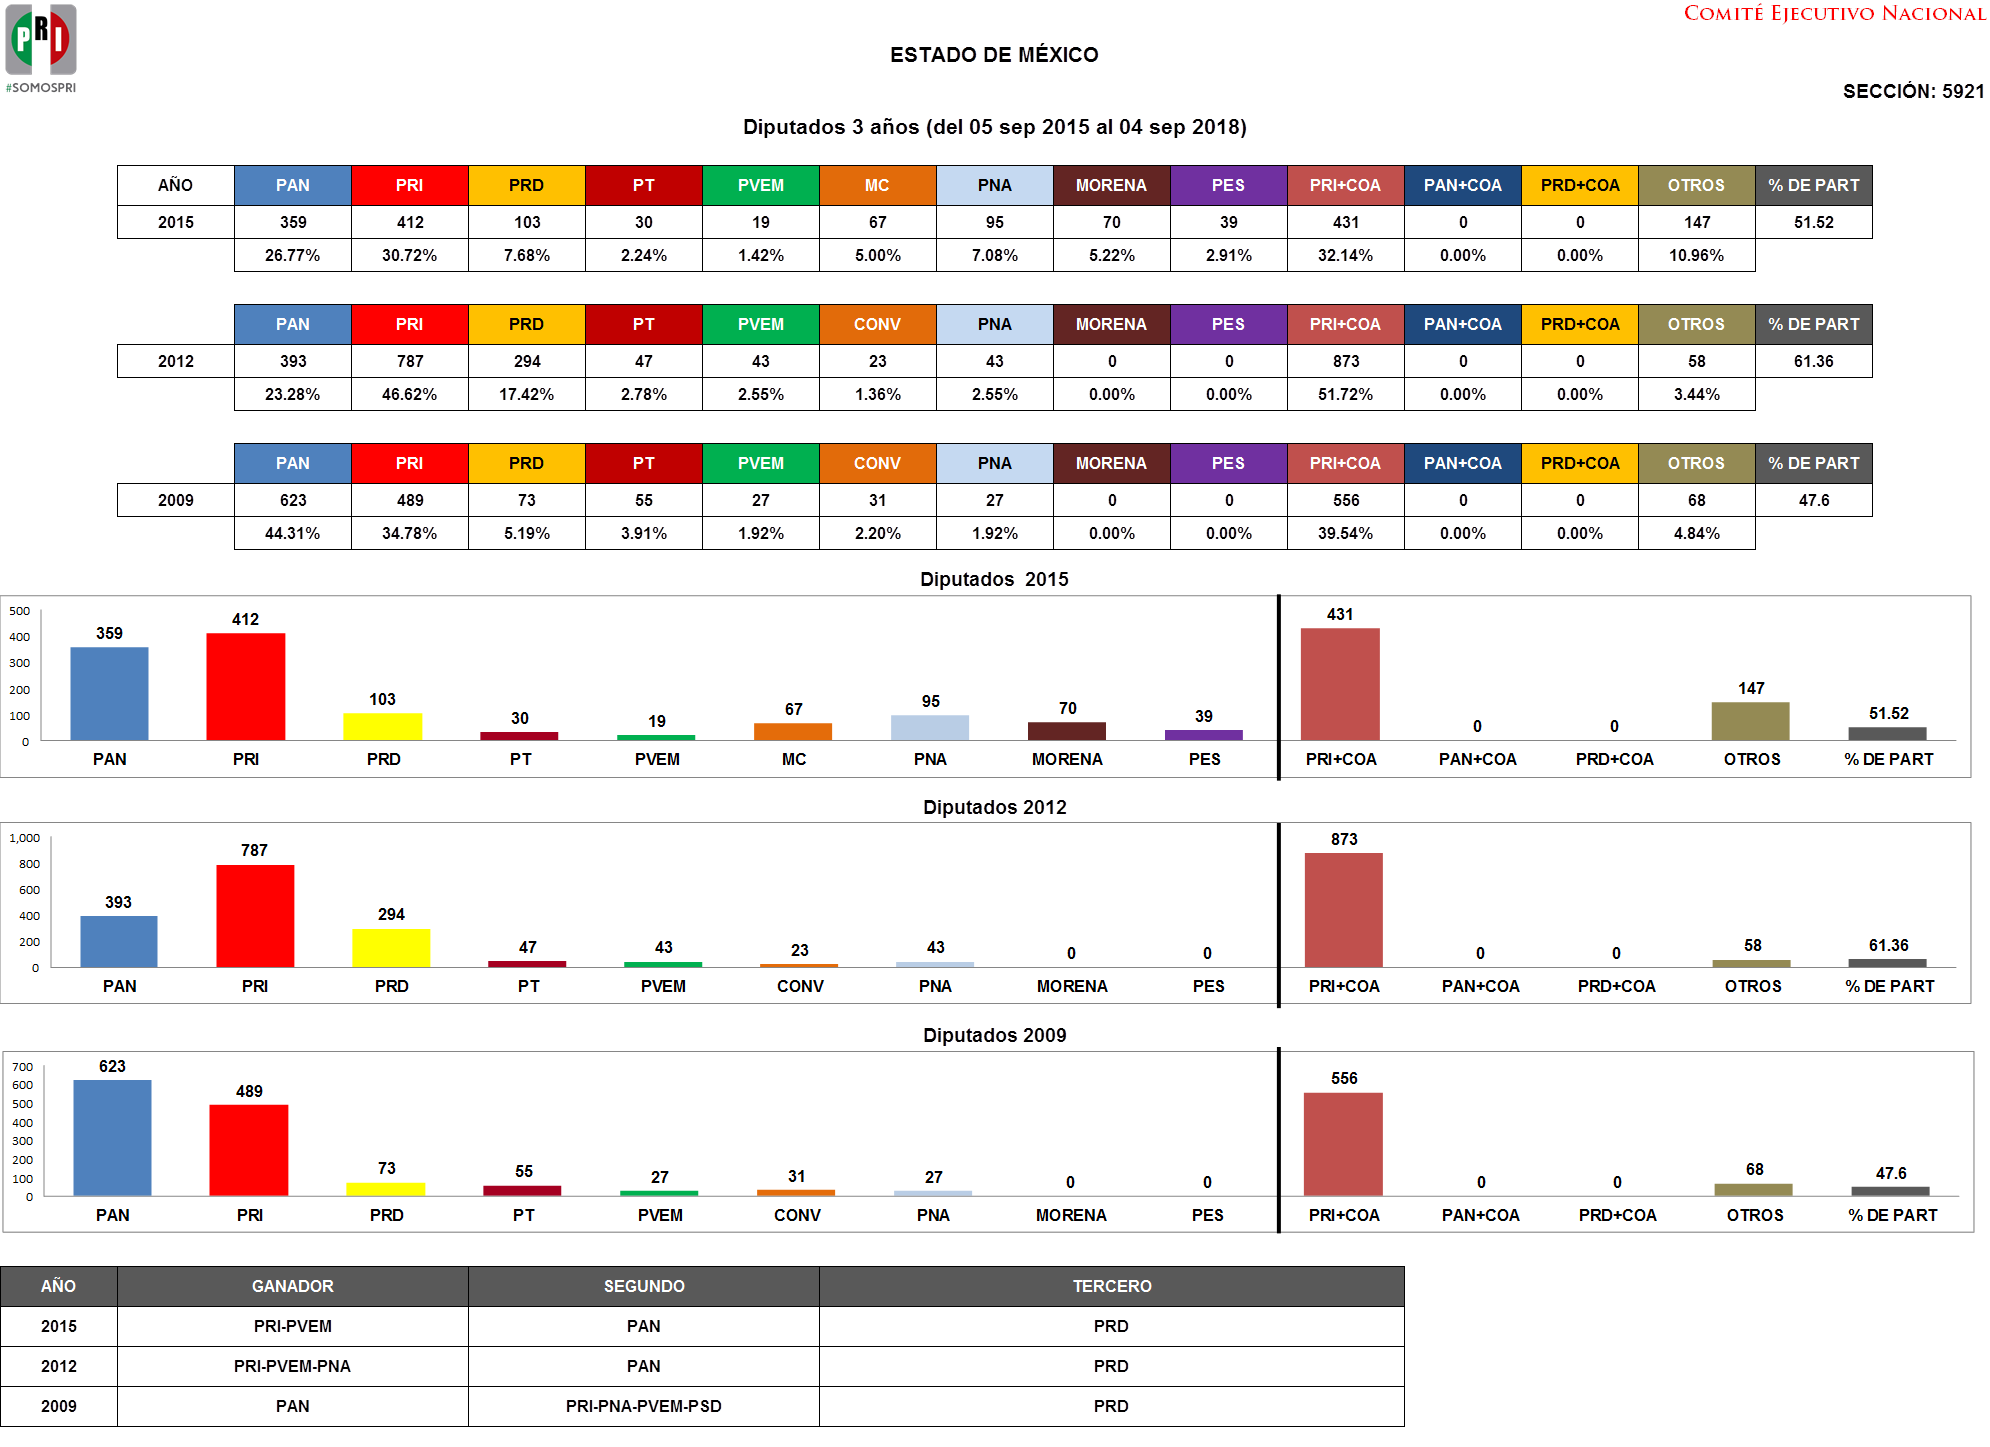 PRI
#SOMOSPRI
COMITÉ EJECUTIVO NACIONAL
ESTADO DE MÉXICO
SECCIÓN: 5921
Diputados 3 años (del 05 sep 2015 al 04 sep 2018)
AÑO PAN PRI PRD PT PVEM MC PNA MORENA PES PRI+COA PAN+COA PRD+COA OTROS % DE PART
2015 359 412 103 30 19 67 95 70 39 431 0 0 147 51.52
26.77% 30.72% 7.68% 2.24% 1.42% 5.00% 7.08% 5.22% 2.91% 32.14% 0.00% 0.00% 10.96%
PAN PRI PRD PT PVEM CONV PNA MORENA PES PRI+COA PAN+COA PRD+COA OTROS % DE PART
2012 393 787 294 47 43 23 43 0 0 873 0 0 58 61.36
23.28% 46.62% 17.42% 2.78% 2.55% 1.36% 2.55% 0.00% 0.00% 51.72% 0.00% 0.00% 3.44%
PAN PRI PRD PT PVEM CONV PNA MORENA PES PRI+COA PAN+COA PRD+COA OTROS % DE PART
2009 623 489 73 55 27 31 27 0 0 556 0 0 68 47.6
44.31% 34.78% 5.19% 3.91% 1.92% 2.20% 1.92% 0.00% 0.00% 39.54% 0.00% 0.00% 4.84%
Diputados 2015
500
400
300
200
100
0
359 412 103 30 19 67 95 70 39 431 0 0 147 51.52
PAN PRI PRD PT PVEM MC PNA MORENA PES PRI+COA PAN+COA PRD+COA OTROS % DE PART
Diputados 2012
1,000
800
600
400
200
0
393 787 294 47 43 23 43 0 0 873 0 0 58 61.36
PAN PRI PRD PT PVEM CONV PNA MORENA PES PRI+COA PAN+COA PRD+COA OTROS % DE PART
Diputados 2009
700
600
500
400
300
200
100
0
623 489 73 55 27 31 27 0 0 556 0 0 68 47.6
PAN PRI PRD PT PVEM CONV PNA MORENA PES PRI+COA PAN+COA PRD+COA OTROS % DE PART
AÑO GANADOR SEGUNDO TERCERO
2015 PRI-PVEM PAN PRD
2012 PRI-PVEM-PNA PAN PRD
2009 PAN PRI-PNA-PVEM-PSD PRD